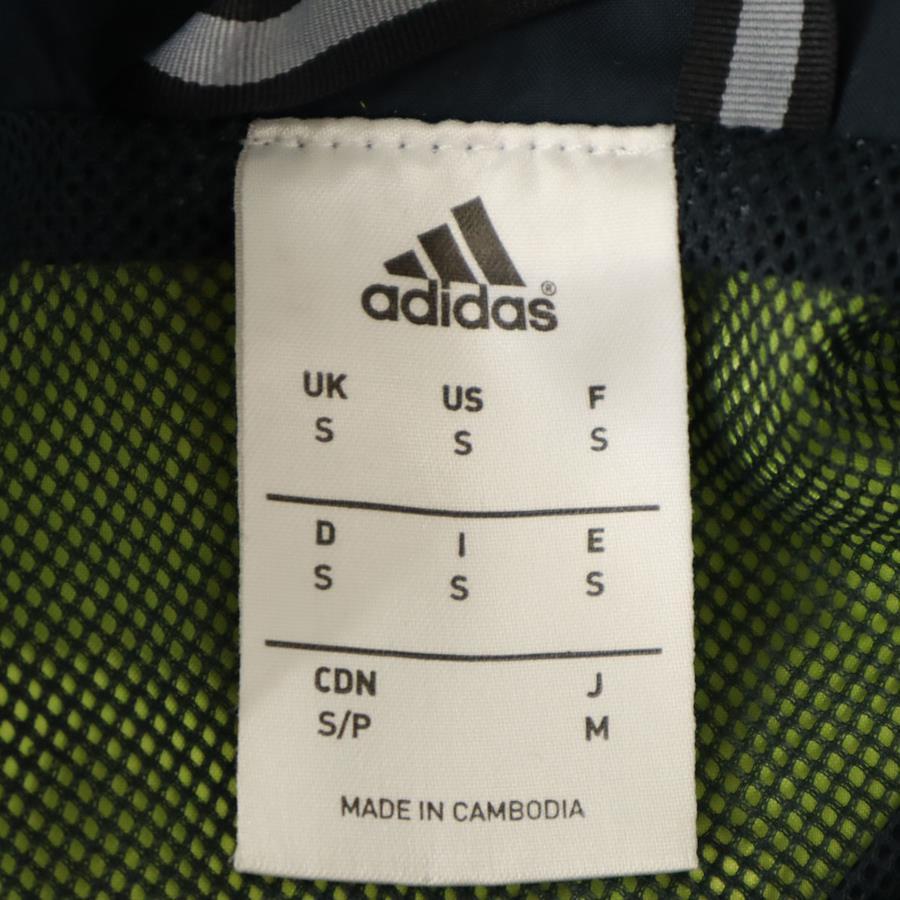 adidas®
UK US F
S S S
D I E
S S S
CDN J
S/P M
MADE IN CAMBODIA